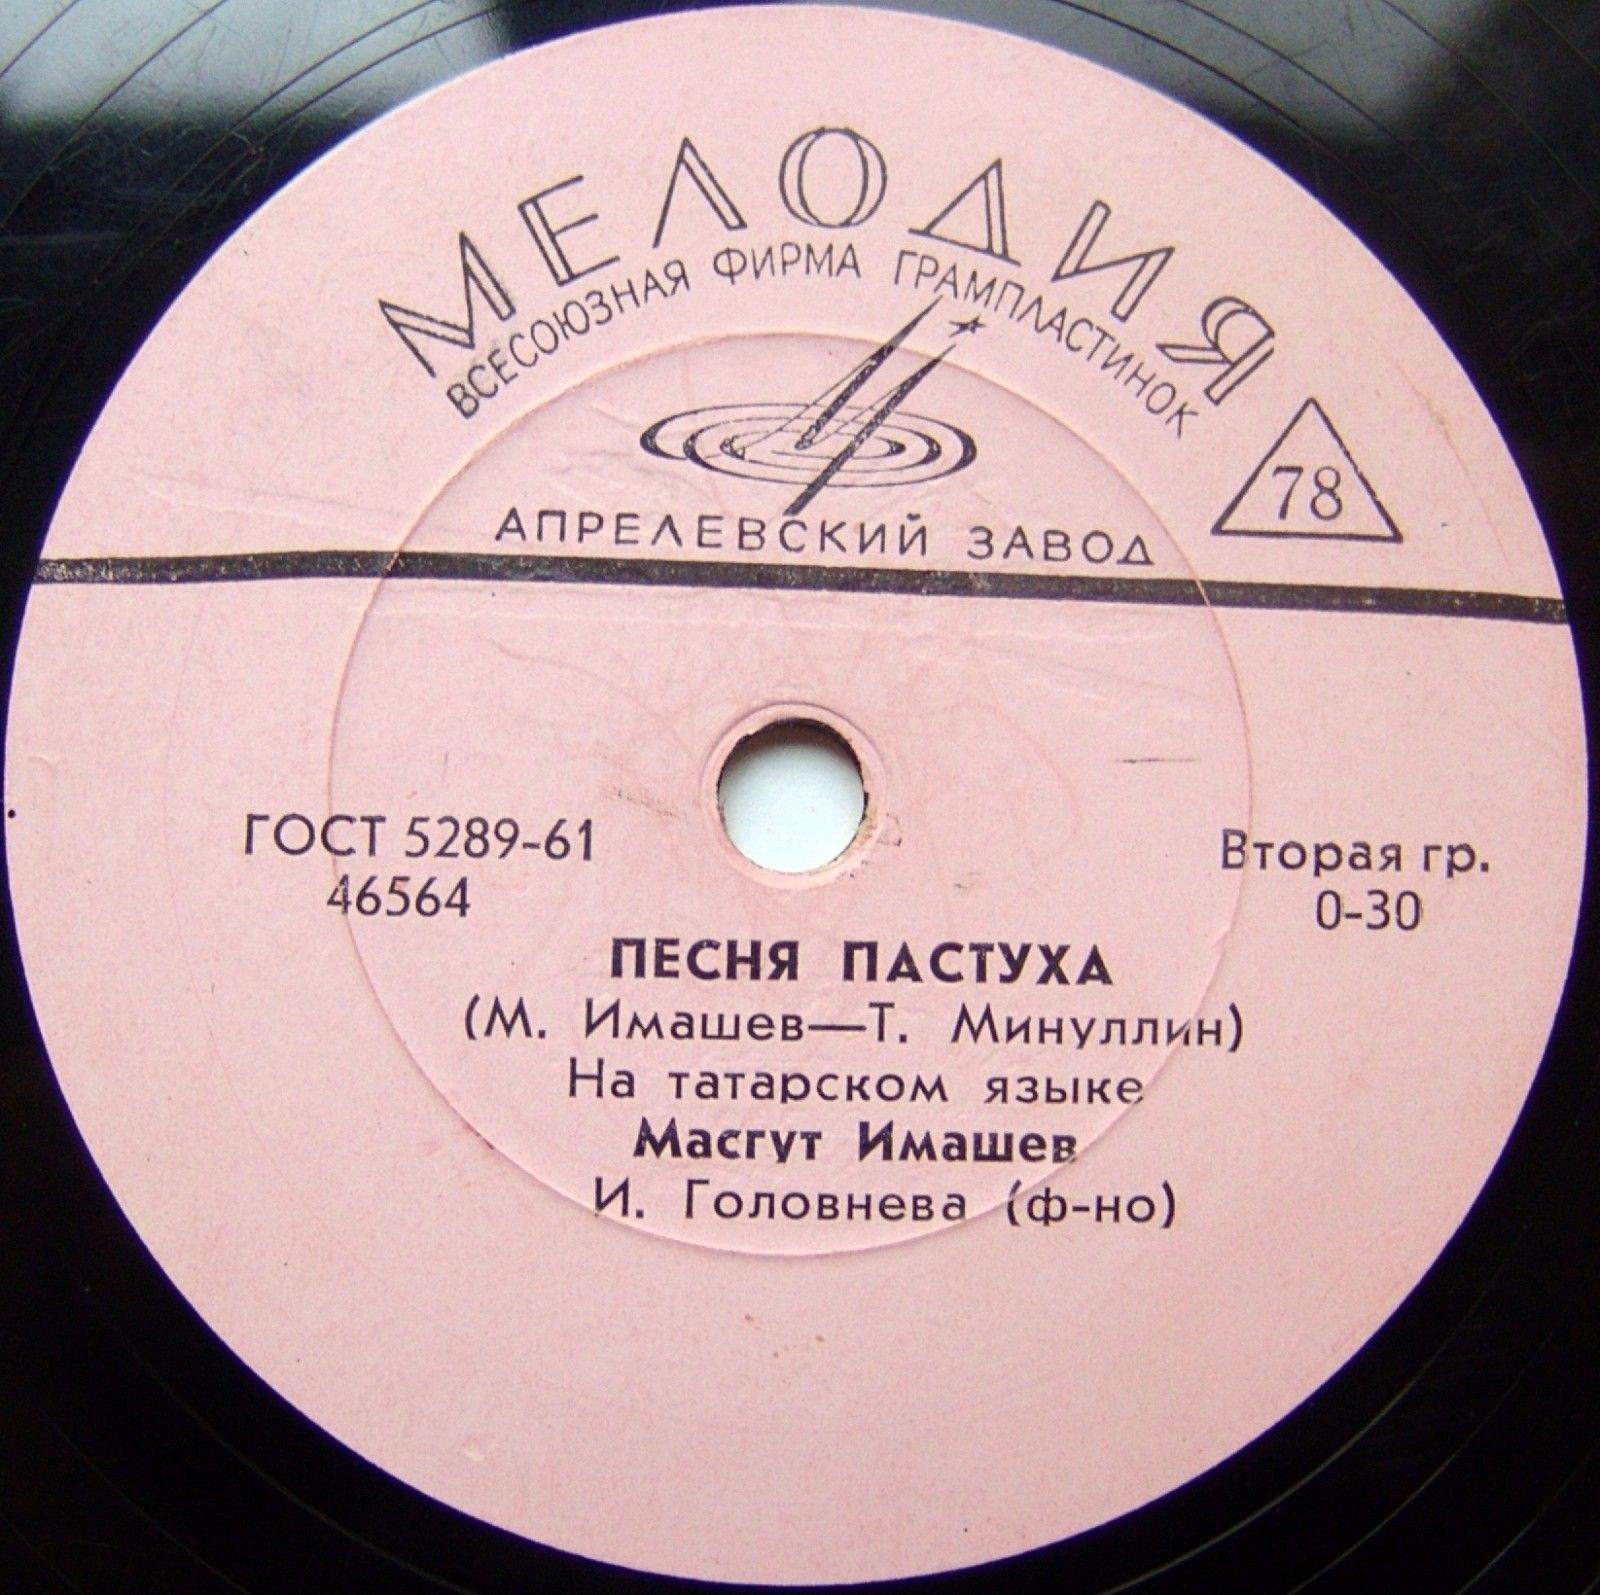 МЕЛОДИЯ
ВСЕСОЮЗНАЯ ФИРМА ГРАМПЛАСТИНОК
78
АПРЕЛЕВСКИЙ ЗАВОД
ГОСТ 5289-61
46564
Вторая гр.
0-30
ПЕСНЯ ПАСТУХА
(М. Имашев—Т. Минуллин)
На татарском языке
Масгут Имашев
И. Головнева (ф-но)